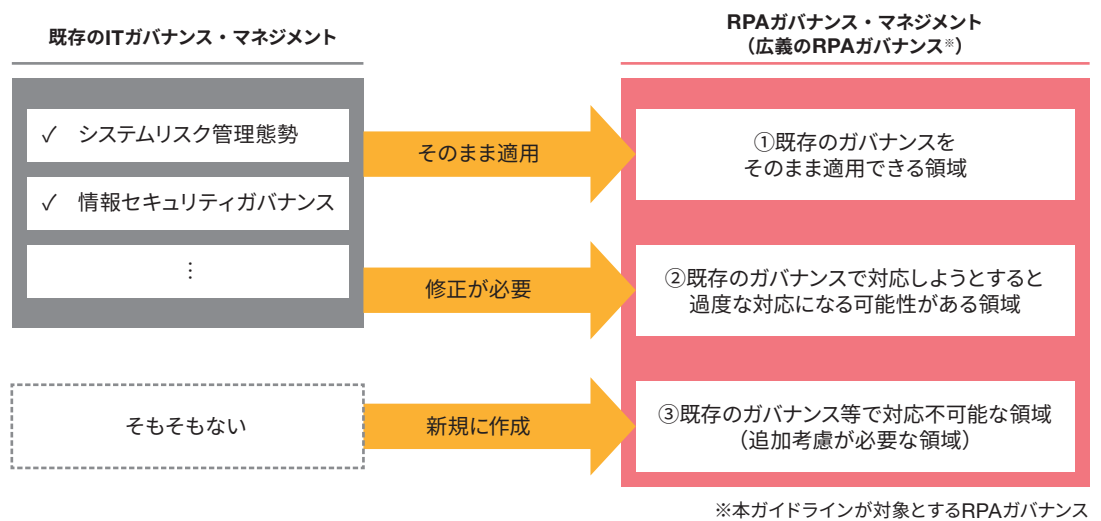 既存のITガバナンス・マネジメント
RPAガバナンス・マネジメント
（広義のRPAガバナンス※）
✓ システムリスク管理態勢
✓ 情報セキュリティガバナンス
⋮
そもそもない
そのまま適用
修正が必要
新規に作成
①既存のガバナンスを
そのまま適用できる領域
②既存のガバナンスで対応しようとすると
過度な対応になる可能性がある領域
③既存のガバナンス等で対応不可能な領域
（追加考慮が必要な領域）
※本ガイドラインが対象とするRPAガバナンス